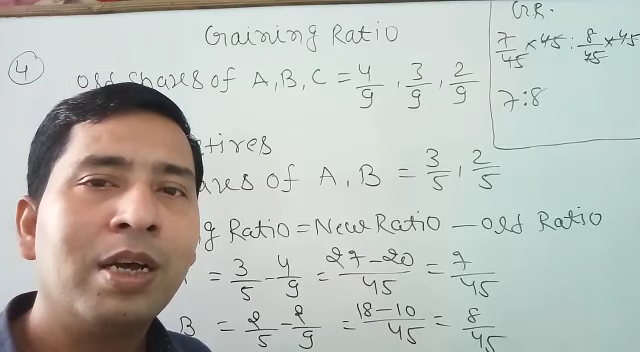 Gaining Ratio
④ Old Shares of A, B, C = 4/9, 3/9, 2/9
tires
ares of A, B = 3/5, 2/5
g Ratio = New Ratio - Old Ratio
= 3/5 - 4/9 = 27-20/45 = 7/45
B = 2/5 - 2/9 = 18-10/45 = 8/45
G.R.
7/45 × 45 : 8/45 × 45
7:8